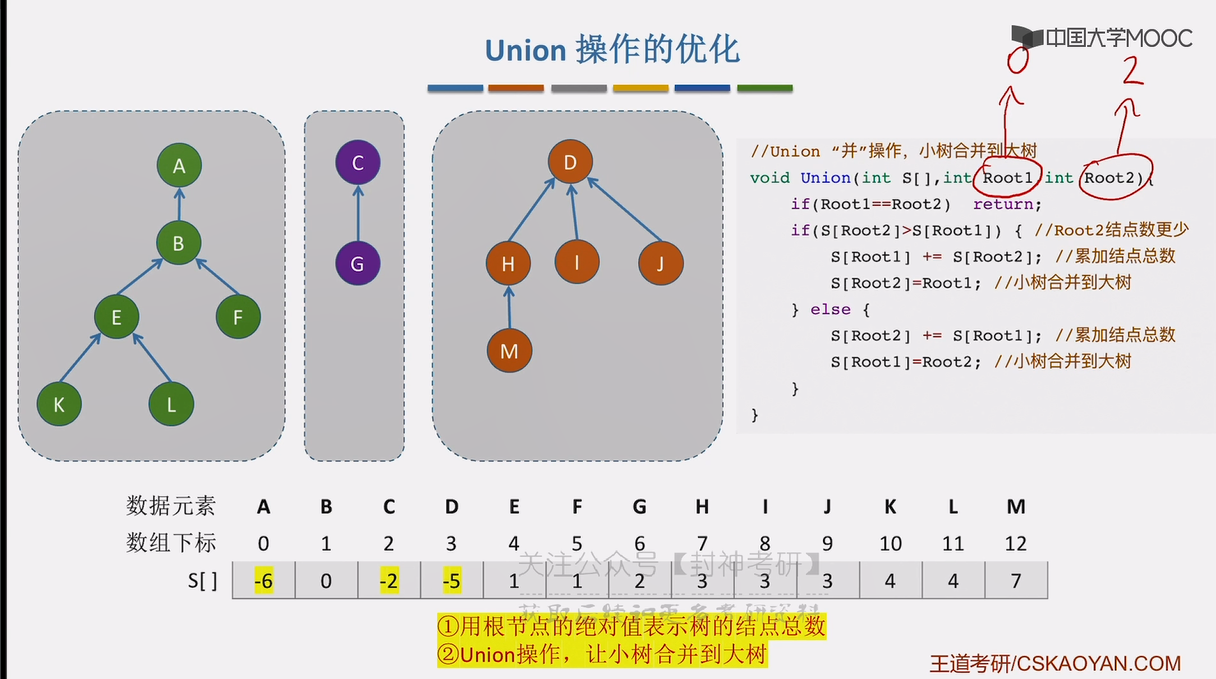 中国大学MOOC
Union 操作的优化
0
2
A
B
E
F
K
L
C
G
D
H
I
J
M
//Union “并”操作，小树合并到大树
void Union(int S[],int Root1,int Root2){
if(Root1==Root2) return;
if(S[Root2]>S[Root1]) { //Root2结点数更少
S[Root1] += S[Root2]; //累加结点总数
S[Root2]=Root1; //小树合并到大树
} else {
S[Root2] += S[Root1]; //累加结点总数
S[Root1]=Root2; //小树合并到大树
}
}
数据元素 A B C D E F G H I J K L M
数组下标 0 1 2 3 4 5 6 7 8 9 10 11 12
关注公众号【封神考研】
S[ ] -6 0 -2 -5 1 1 2 3 3 3 4 4 7
①用根节点的绝对值表示树的结点总数
②Union操作，让小树合并到大树
王道考研/CSKAOYAN.COM